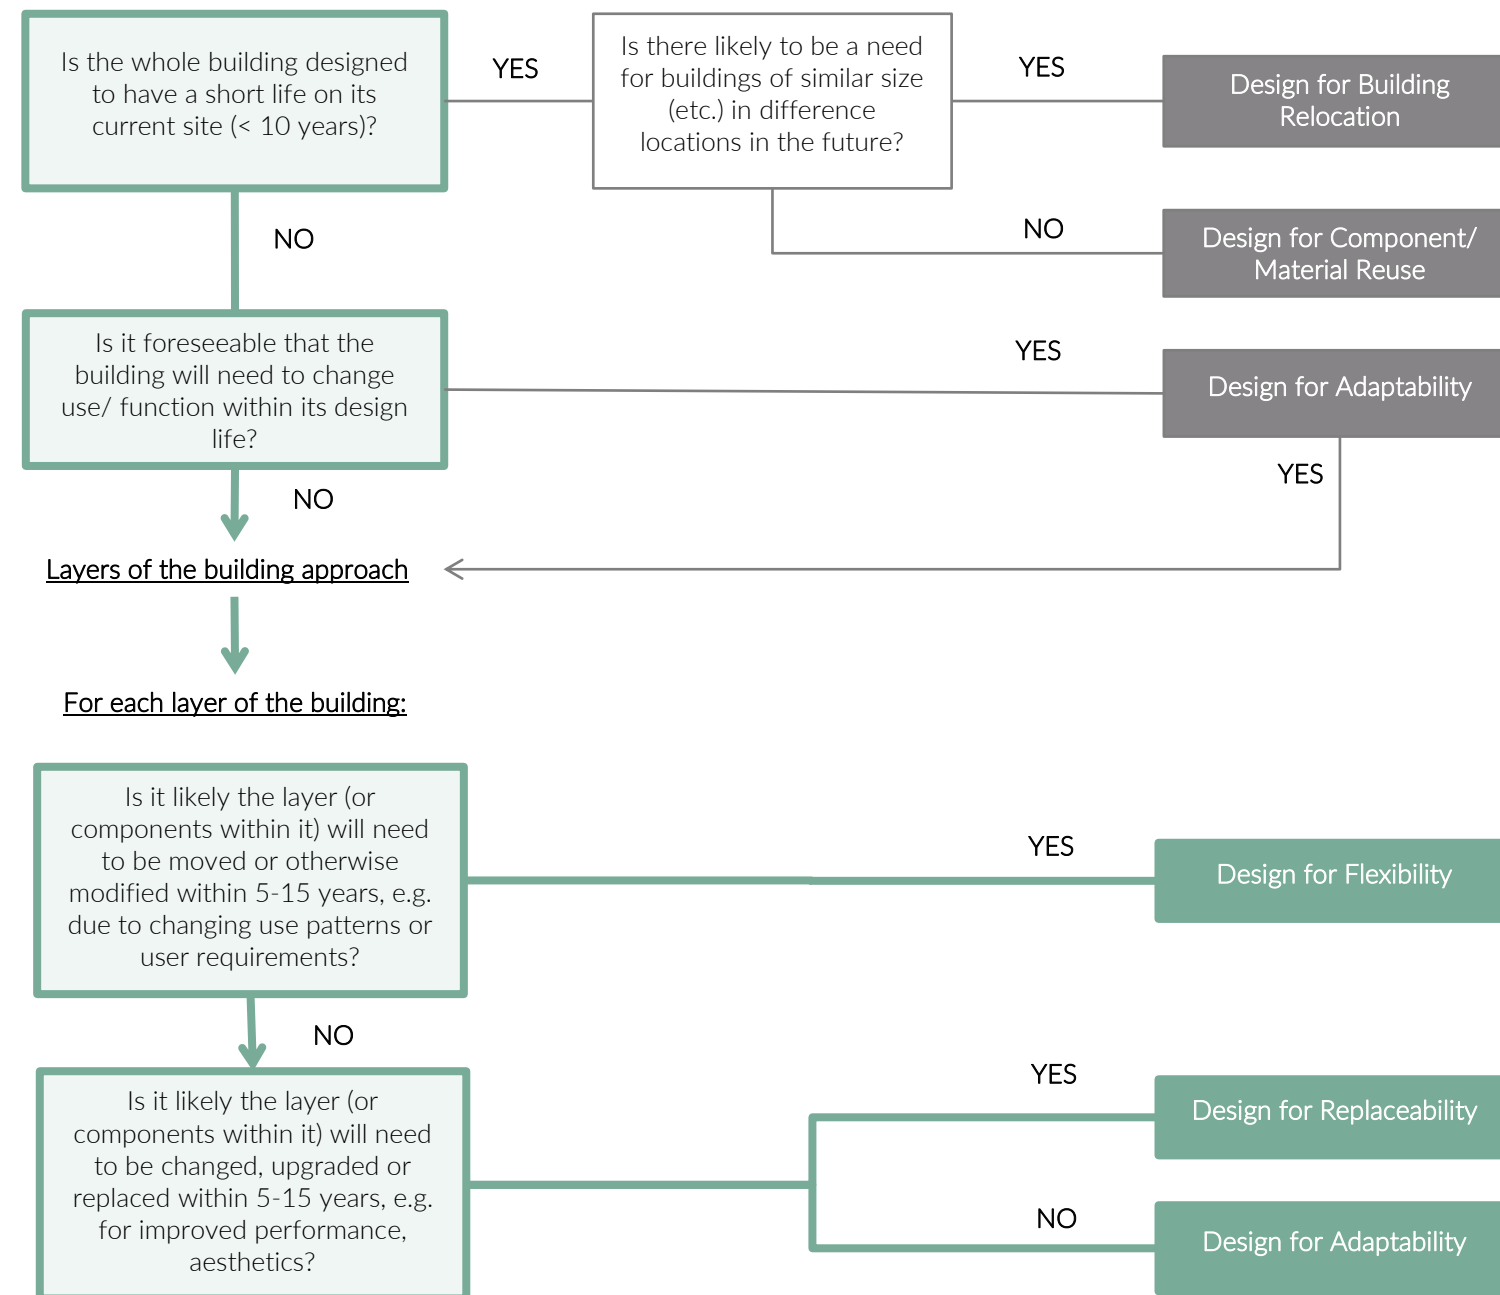 Is the whole building designed
to have a short life on its
current site (< 10 years)?
YES
Is there likely to be a need
for buildings of similar size
(etc.) in difference
locations in the future?
YES
Design for Building
Relocation
NO
NO
Design for Component/
Material Reuse
Is it foreseeable that the
building will need to change
use/ function within its design
life?
YES
Design for Adaptability
YES
NO
Layers of the building approach
For each layer of the building:
Is it likely the layer (or
components within it) will need
to be moved or otherwise
modified within 5-15 years, e.g.
due to changing use patterns or
user requirements?
YES
Design for Flexibility
NO
Is it likely the layer (or
components within it) will need
to be changed, upgraded or
replaced within 5-15 years, e.g.
for improved performance,
aesthetics?
YES
Design for Replaceability
NO
Design for Adaptability